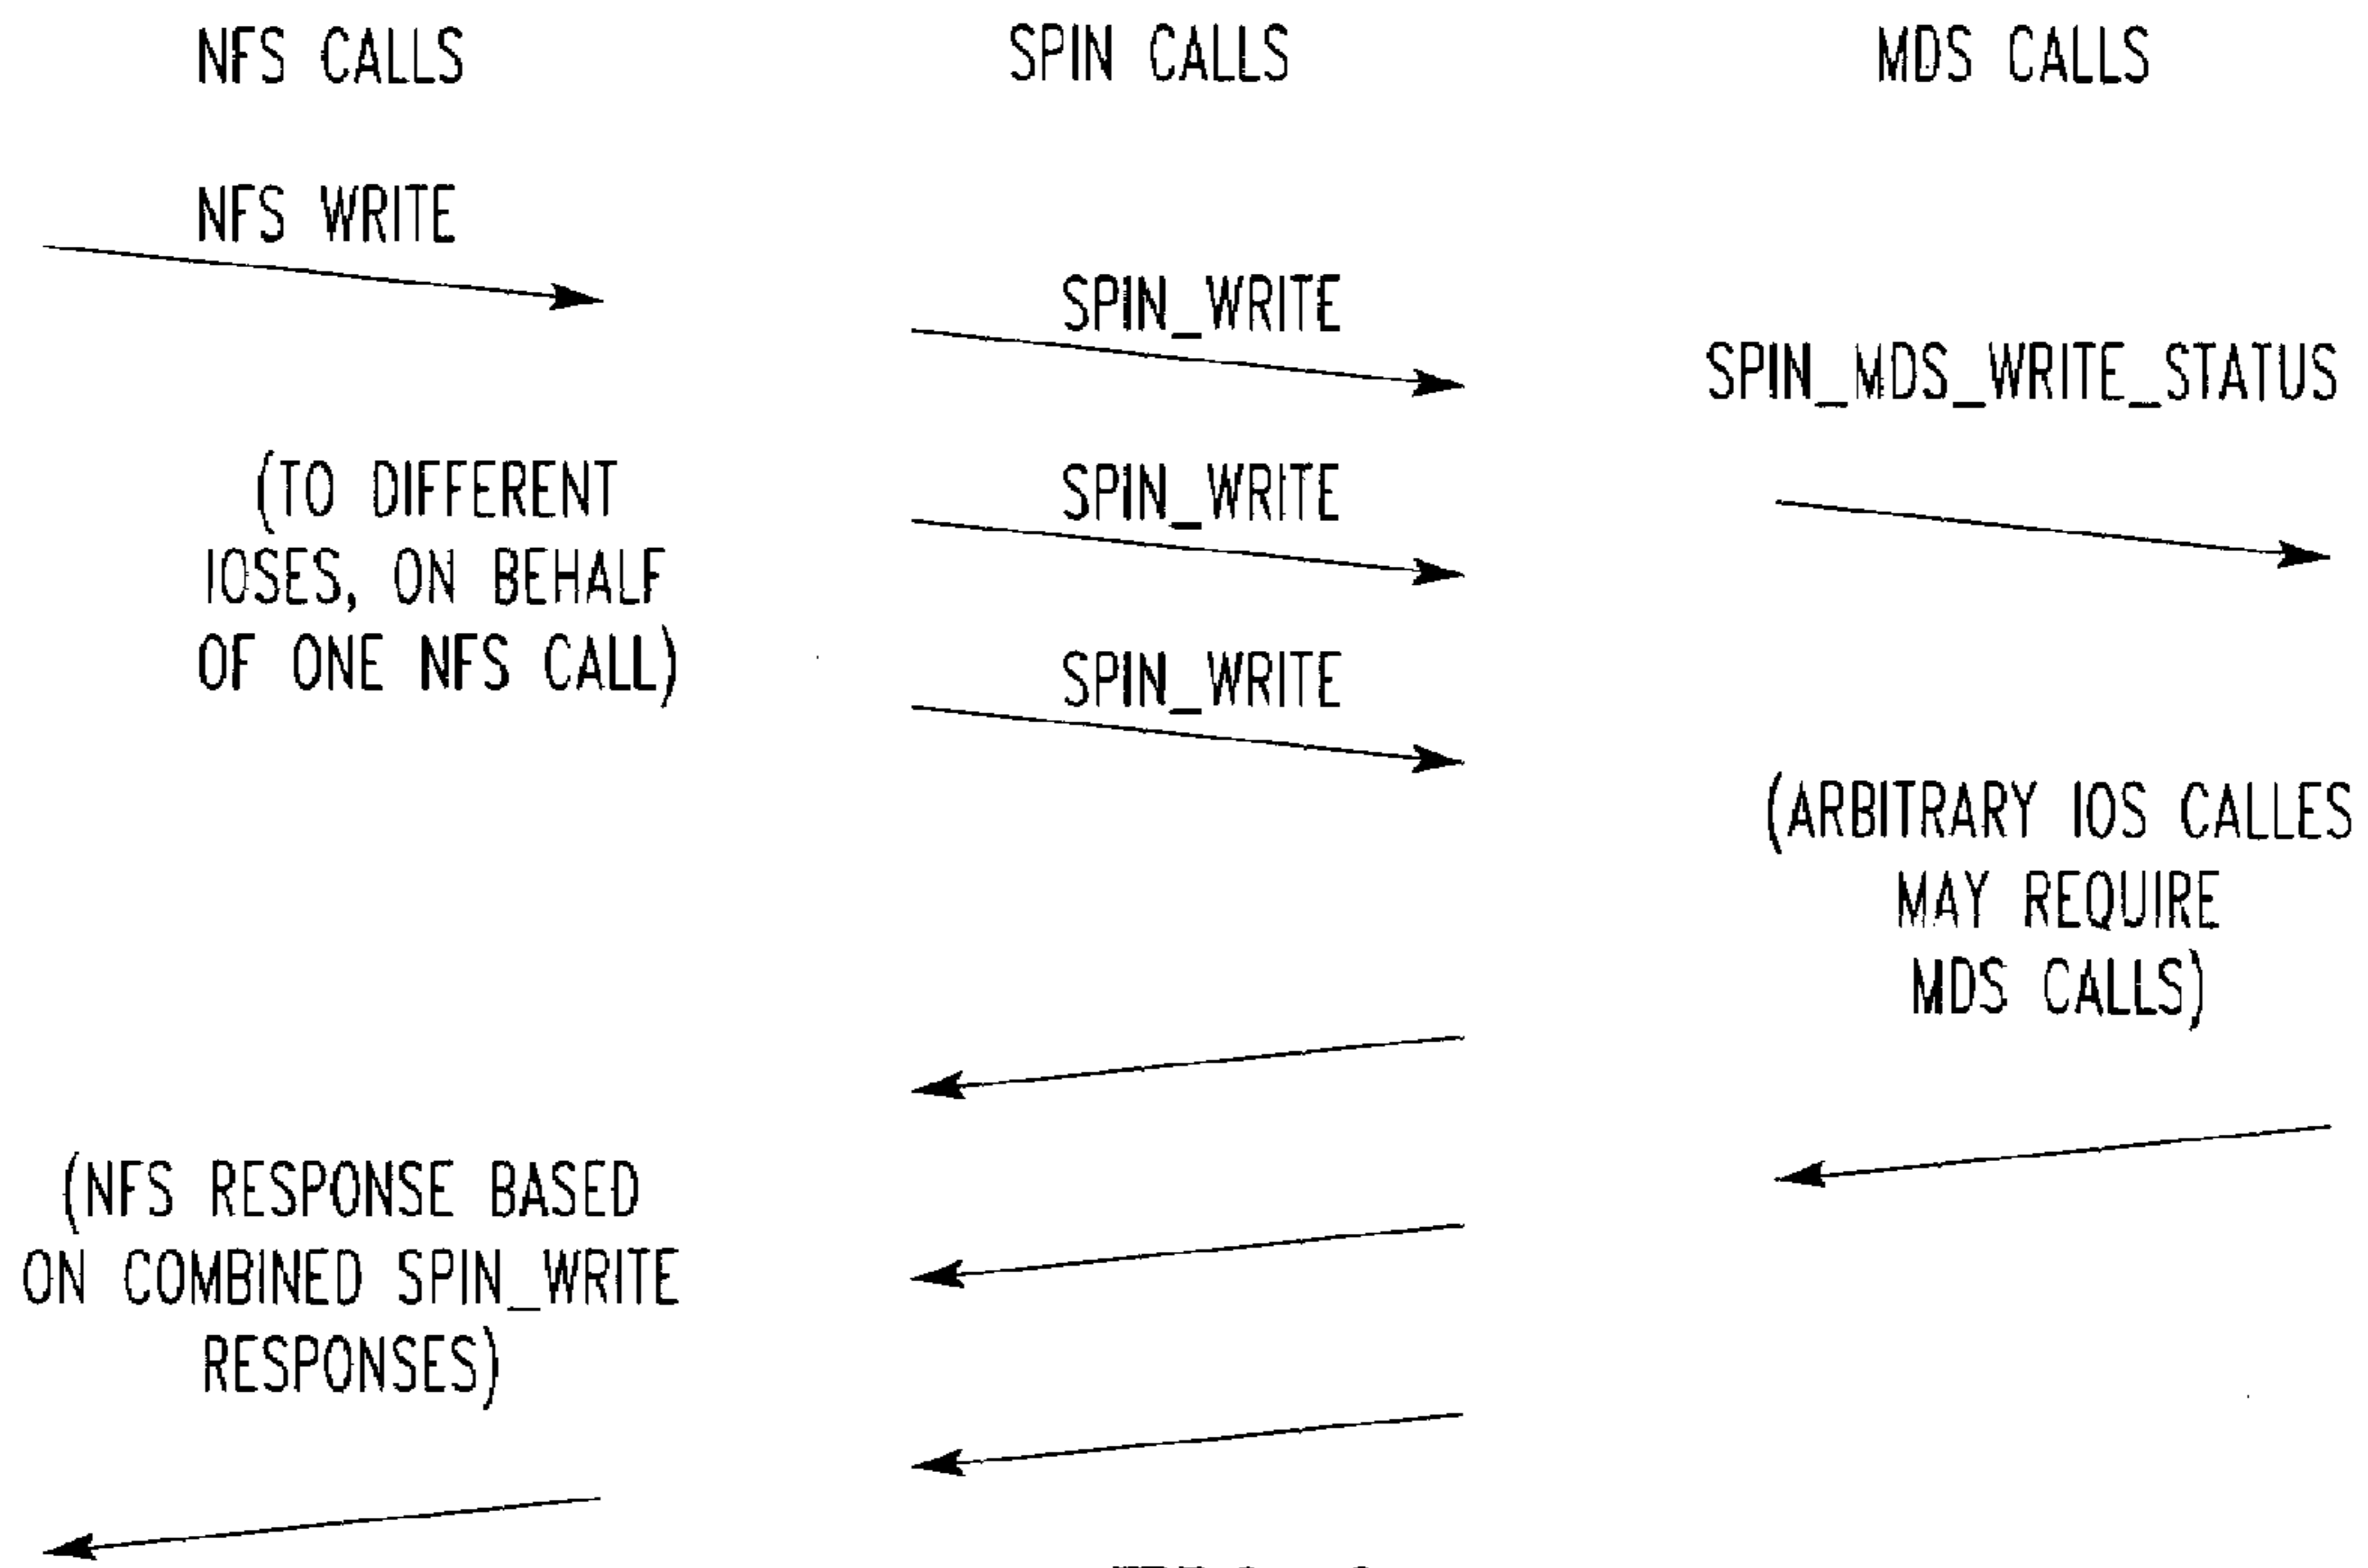 NFS CALLS
SPIN CALLS
MDS CALLS
NFS WRITE
SPIN_WRITE
SPIN_MDS_WRITE_STATUS
(TO DIFFERENT
IOSES, ON BEHALF
OF ONE NFS CALL)
SPIN_WRITE
SPIN_WRITE
(ARBITRARY IOS CALLES
MAY REQUIRE
MDS CALLS)
(NFS RESPONSE BASED
ON COMBINED SPIN_WRITE
RESPONSES)